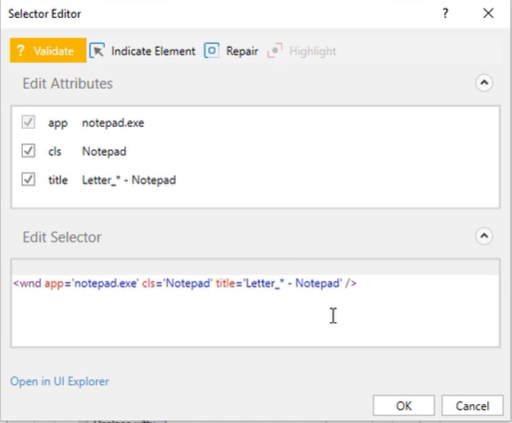 Selector Editor ? ✕
? Validate Indicate Element Repair Highlight
Edit Attributes
app notepad.exe
cls Notepad
title Letter_* - Notepad
Edit Selector
<wnd app='notepad.exe' cls='Notepad' title='Letter_* - Notepad' />
Open in UI Explorer
OK Cancel